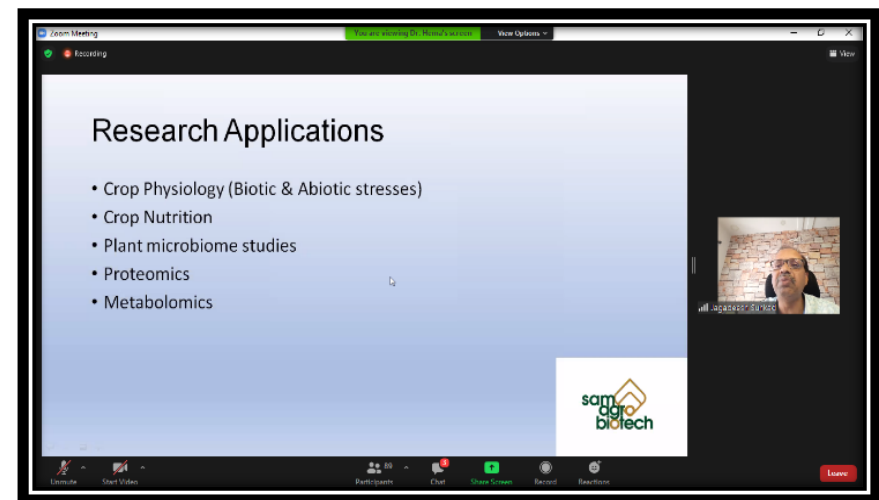 Zoom Meeting
You are viewing Dr. Hema's screen
View Options
Recording
View
Research Applications
• Crop Physiology (Biotic & Abiotic stresses)
• Crop Nutrition
• Plant microbiome studies
• Proteomics
• Metabolomics
sam
agro
biotech
Unmute
Start Video
Participants
Chat
3
Share Screen
Record
Reactions
Leave